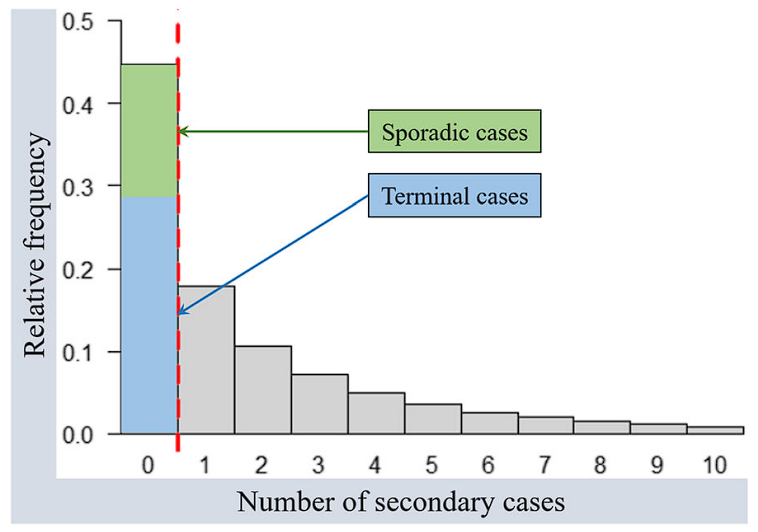 0.5
0.4
0.3
0.2
0.1
0.0
Relative frequency
Sporadic cases
Terminal cases
0 1 2 3 4 5 6 7 8 9 10
Number of secondary cases